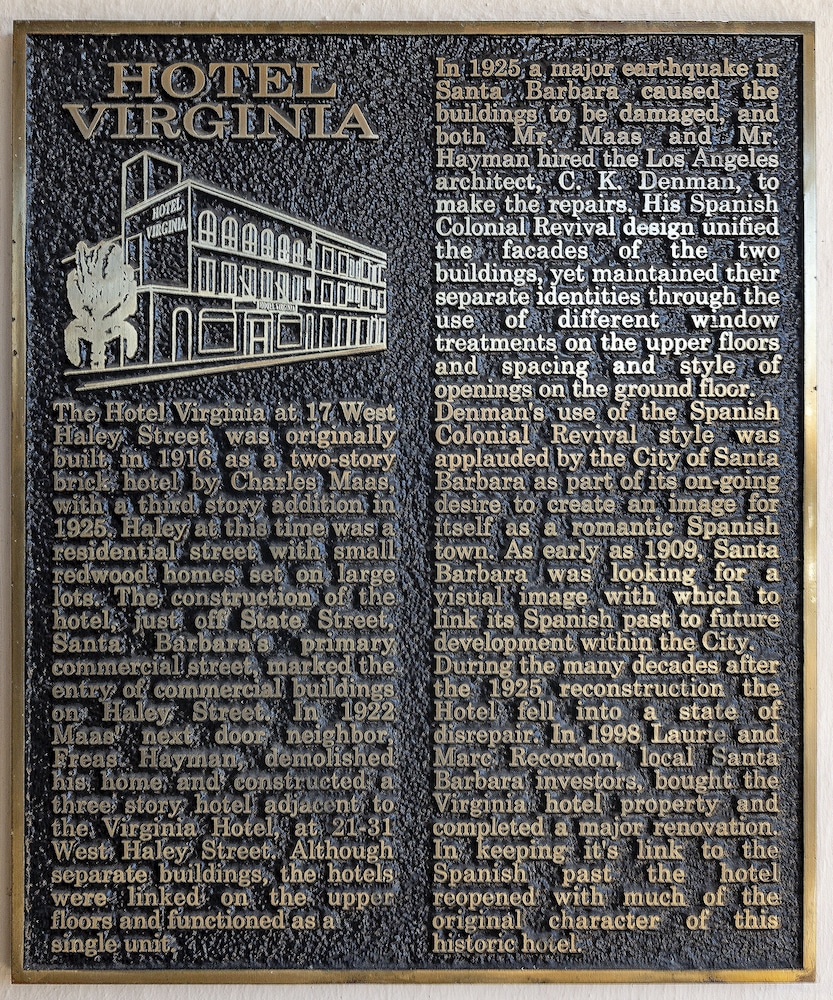 HOTEL
VIRGINIA
HOTEL
VIRGINIA
HOTEL VIRGINIA
The Hotel Virginia at 17 West
Haley Street was originally
built in 1916 as a two-story
brick hotel by Charles Maas,
with a third story addition in
1925. Haley at this time was a
residential street with small
redwood homes set on large
lots. The construction of the
hotel, just off State Street,
Santa Barbara's primary
commercial street, marked the
entry of commercial buildings
on Haley Street. In 1922
Maas' next door neighbor,
Freas Hayman, demolished
his home and constructed a
three story hotel adjacent to
the Virginia Hotel, at 21-31
West Haley Street. Although
separate buildings, the hotels
were linked on the upper
floors and functioned as a
single unit.
In 1925 a major earthquake in
Santa Barbara caused the
buildings to be damaged, and
both Mr. Maas and Mr.
Hayman hired the Los Angeles
architect, C. K. Denman, to
make the repairs. His Spanish
Colonial Revival design unified
the facades of the two
buildings, yet maintained their
separate identities through the
use of different window
treatments on the upper floors
and spacing and style of
openings on the ground floor.
Denman's use of the Spanish
Colonial Revival style was
applauded by the City of Santa
Barbara as part of its on-going
desire to create an image for
itself as a romantic Spanish
town. As early as 1909, Santa
Barbara was looking for a
visual image with which to
link its Spanish past to future
development within the City.
During the many decades after
the 1925 reconstruction the
Hotel fell into a state of
disrepair. In 1998 Laurie and
Marc Recordon, local Santa
Barbara investors, bought the
Virginia hotel property and
completed a major renovation.
In keeping it's link to the
Spanish past the hotel
reopened with much of the
original character of this
historic hotel.